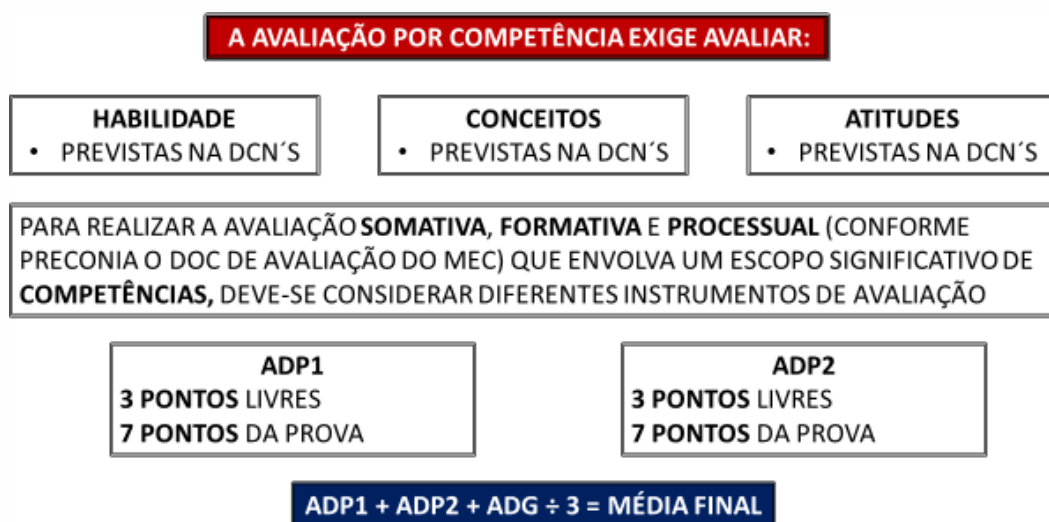 A AVALIAÇÃO POR COMPETÊNCIA EXIGE AVALIAR:
HABILIDADE
• PREVISTAS NA DCN´S
CONCEITOS
• PREVISTAS NA DCN´S
ATITUDES
• PREVISTAS NA DCN´S
PARA REALIZAR A AVALIAÇÃO SOMATIVA, FORMATIVA E PROCESSUAL (CONFORME
PRECONIA O DOC DE AVALIAÇÃO DO MEC) QUE ENVOLVA UM ESCOPO SIGNIFICATIVO DE
COMPETÊNCIAS, DEVE-SE CONSIDERAR DIFERENTES INSTRUMENTOS DE AVALIAÇÃO
ADP1
3 PONTOS LIVRES
7 PONTOS DA PROVA
ADP2
3 PONTOS LIVRES
7 PONTOS DA PROVA
ADP1 + ADP2 + ADG ÷ 3 = MÉDIA FINAL